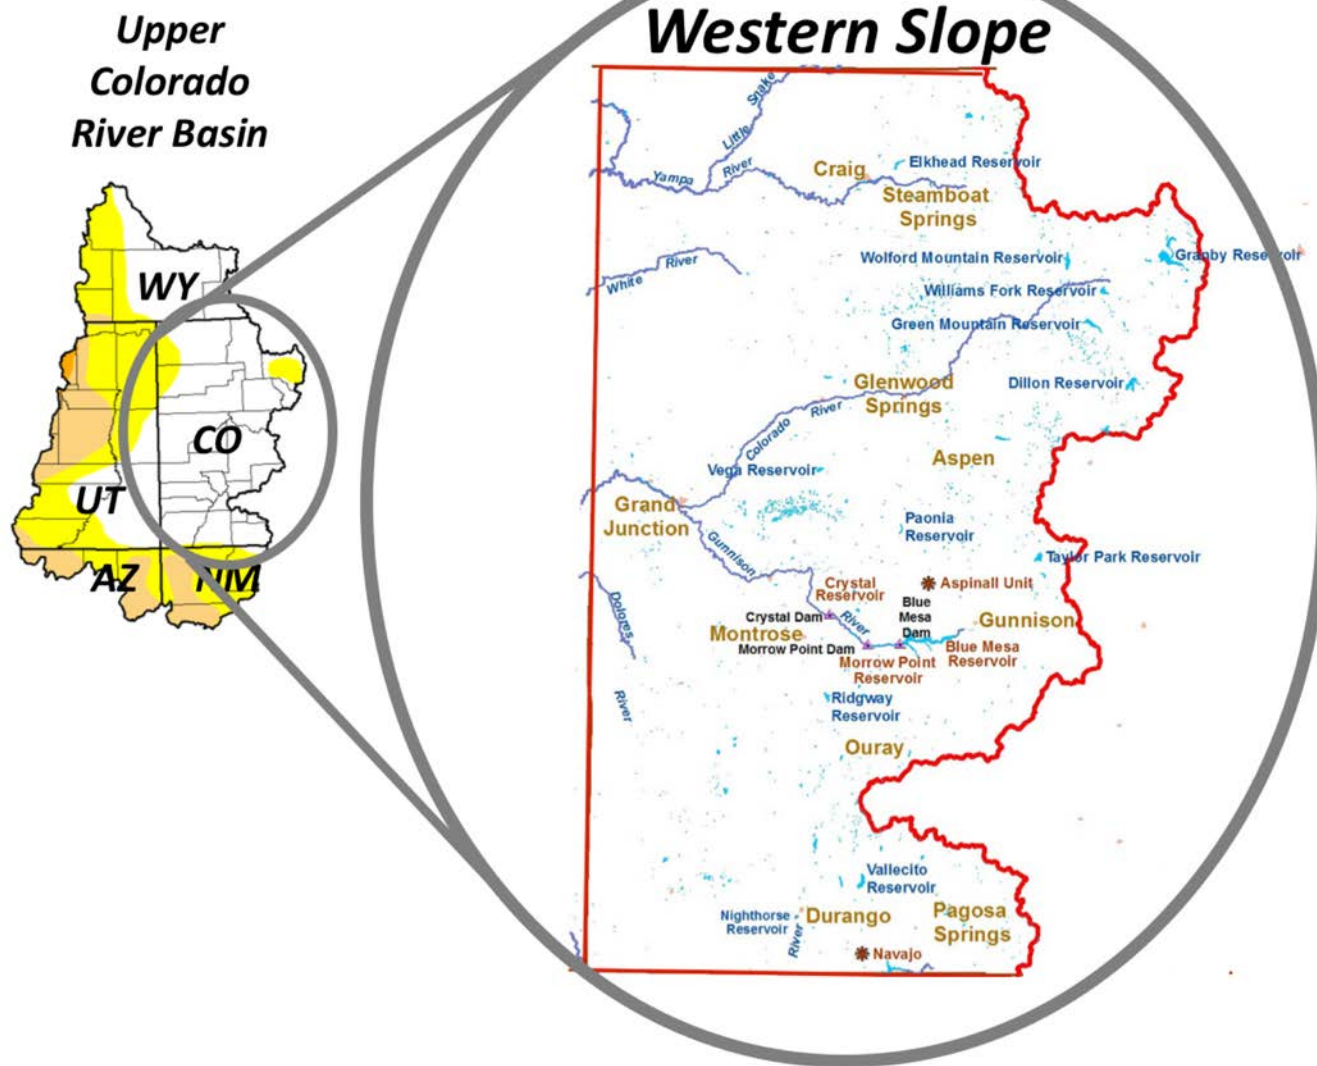 Upper
Colorado
River Basin
WY
CO
UT
AZ
NM
Western Slope
Little Snake
Yampa River
Craig
Elkhead Reservoir
Steamboat
Springs
White River
Wolford Mountain Reservoir
Granby Reservoir
Williams Fork Reservoir
Green Mountain Reservoir
Glenwood
Springs
Dillon Reservoir
Colorado River
Aspen
Vega Reservoir
Grand
Junction
Paonia
Reservoir
Gunnison
River
Taylor Park Reservoir
Crystal
Reservoir
Aspinall Unit
Dolores
River
Crystal Dam
Blue
Mesa
Dam
Gunnison
Montrose
Morrow Point Dam
Blue Mesa
Reservoir
Morrow Point
Reservoir
Ridgway
Reservoir
Ouray
Vallecito
Reservoir
Nighthorse
Reservoir
River
Durango
Pagosa
Springs
Navajo